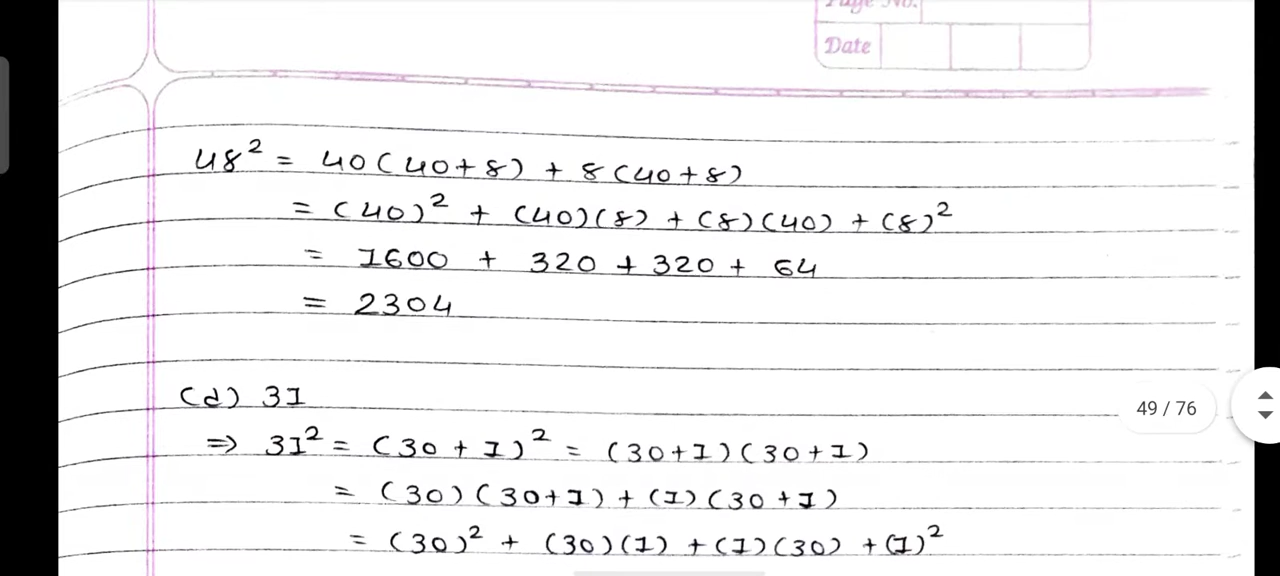 Page No.
Date
48² = 40(40+8) + 8(40+8)
= (40)² + (40)(8) + (8)(40) + (8)²
= 1600 + 320 + 320 + 64
= 2304
(d) 31
49 / 76
⇒ 31² = (30 + 1)² = (30+1)(30+1)
= (30)(30+1) + (1)(30+1)
= (30)² + (30)(1) + (1)(30) + (1)²